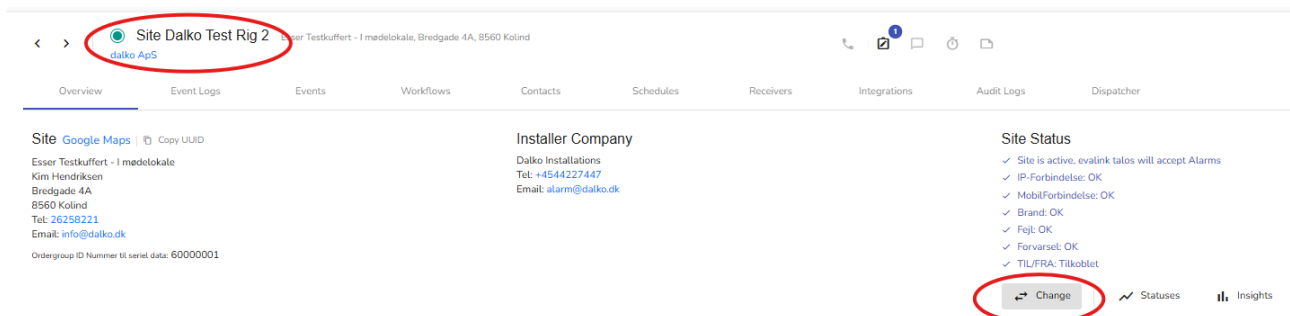 Site Dalko Test Rig 2 Esser Testkuffert - I mødelokale, Bredgade 4A, 8560 Kolind
1
dalko ApS
Overview Event Logs Events Workflows Contacts Schedules Receivers Integrations Audit Logs Dispatcher
Site Google Maps | Copy UUID
Esser Testkuffert - I mødelokale
Kim Hendriksen
Bredgade 4A
8560 Kolind
Tel: 26258221
Email: info@dalko.dk
Ordergroup ID Nummer til seriel data: 60000001
Installer Company
Dalko Installations
Tel: +4544227447
Email: alarm@dalko.dk
Site Status
Site is active, evalink talos will accept Alarms
IP-Forbindelse: OK
MobilForbindelse: OK
Brand: OK
Fejl: OK
Forvarsel: OK
TIL/FRA: Tilkoblet
Change Statuses Insights